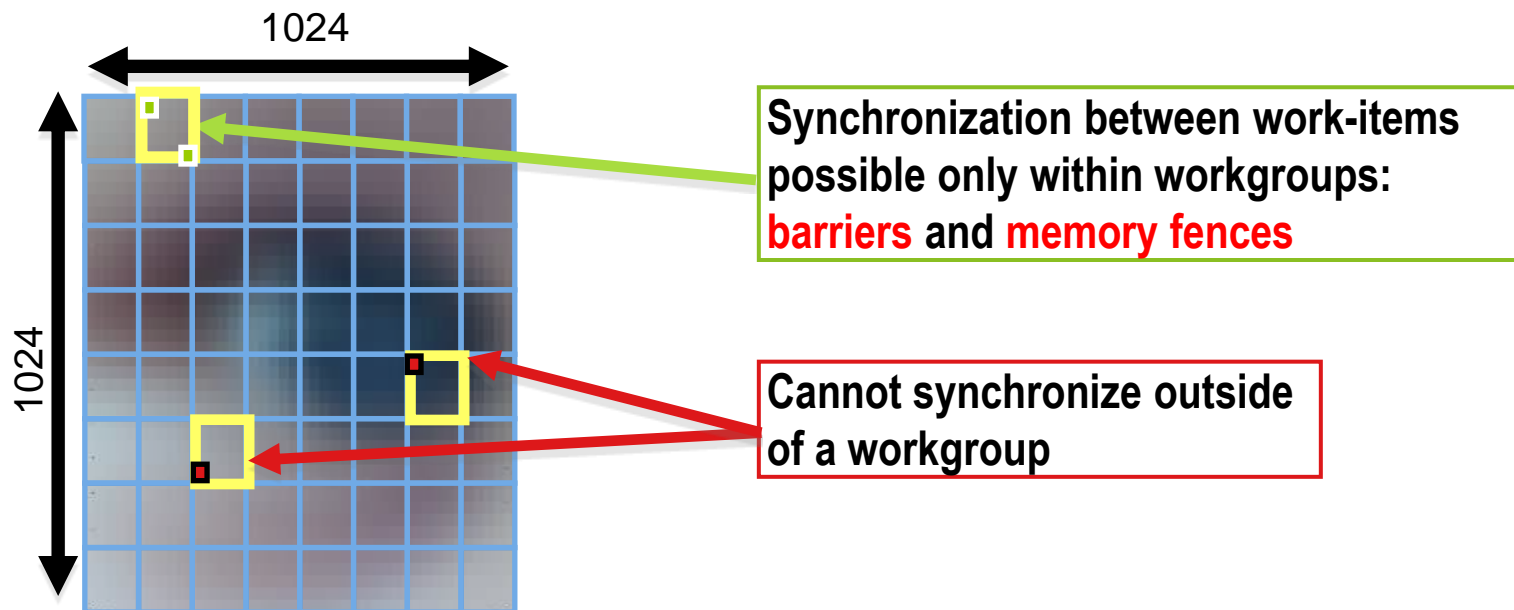 1024
1024
Synchronization between work-items
possible only within workgroups:
barriers and memory fences
Cannot synchronize outside
of a workgroup